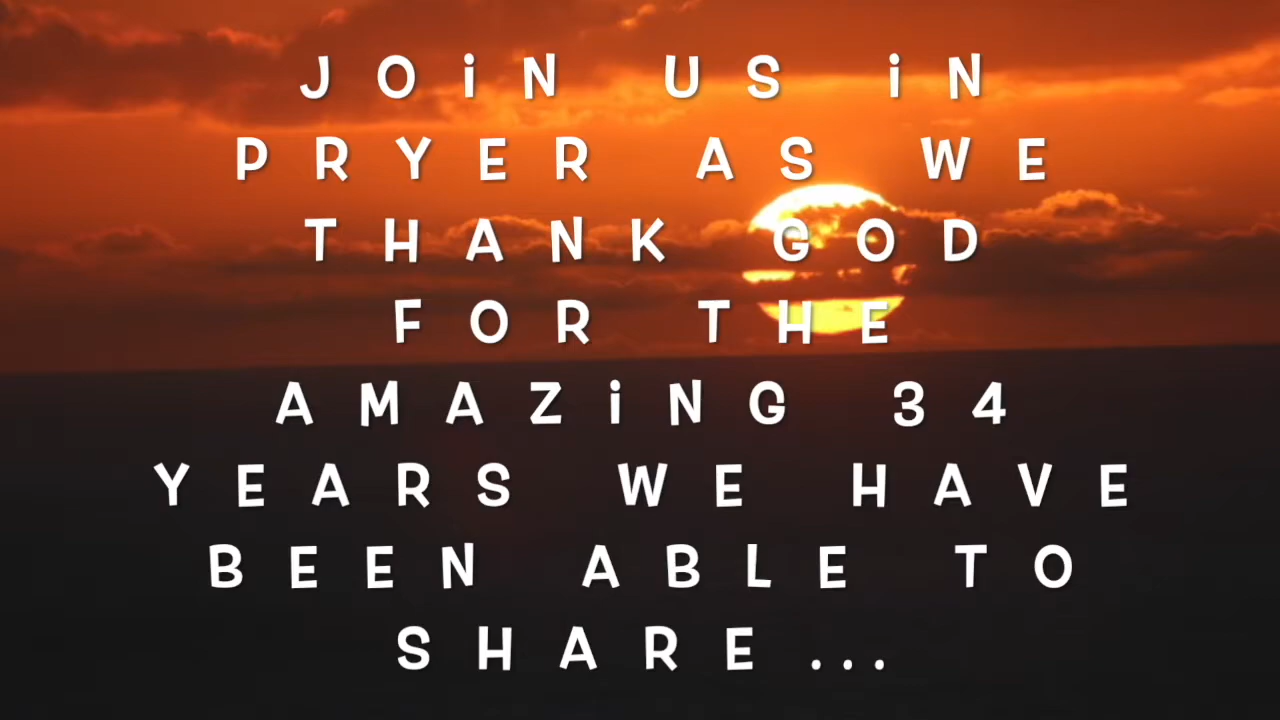 JOiN US iN
PRYER AS WE
THANK GOD
FOR THE
AMAZiNG 34
YEARS WE HAVE
BEEN ABLE TO
SHARE...